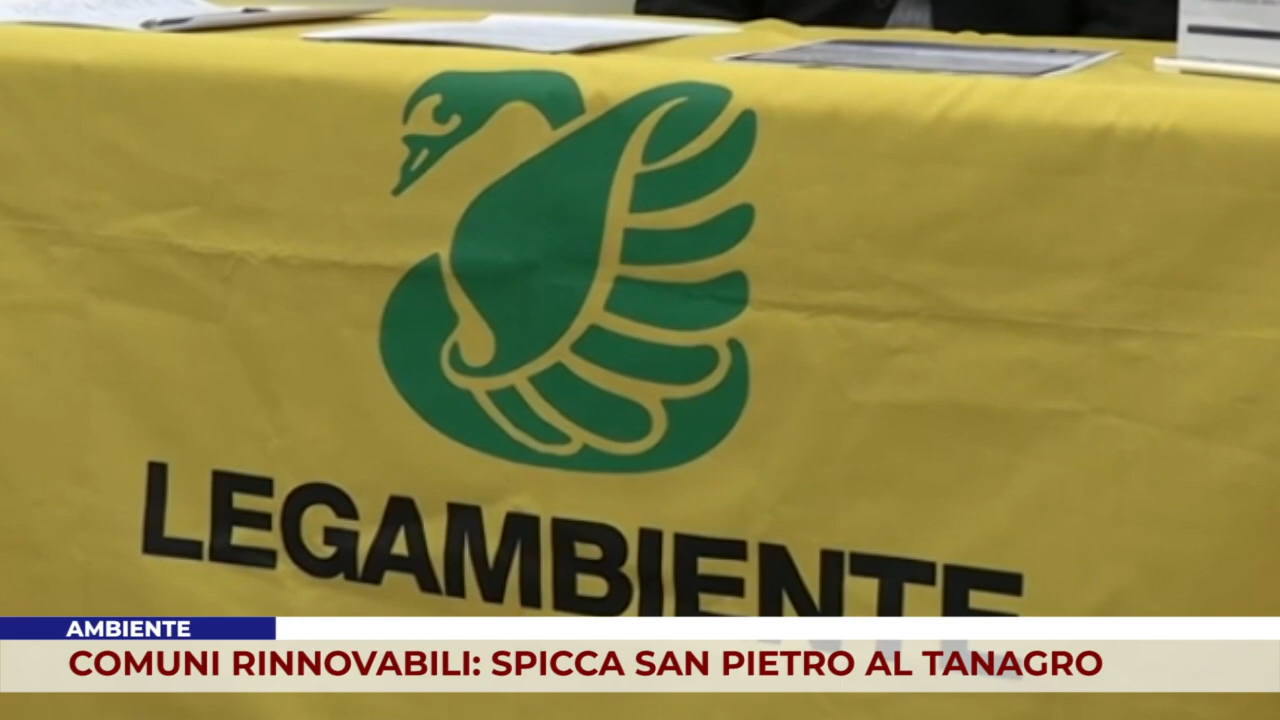 LEGAMBIENTE
AMBIENTE
COMUNI RINNOVABILI: SPICCA SAN PIETRO AL TANAGRO